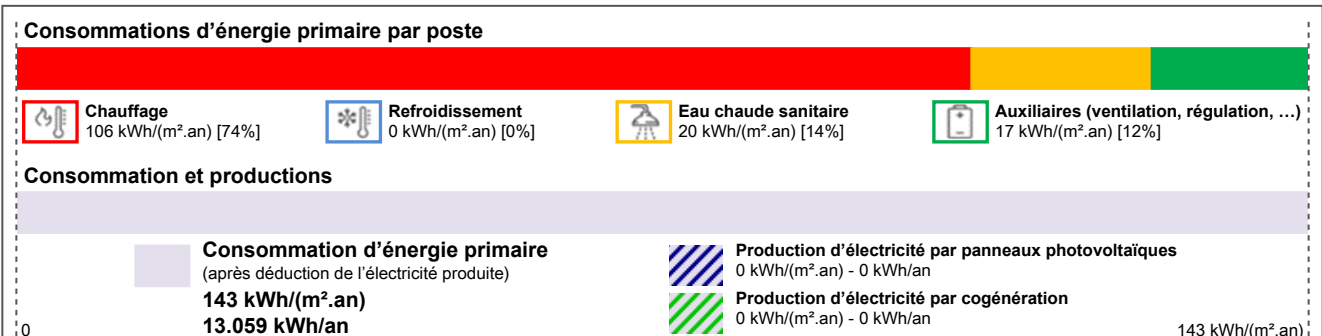 Consommations d’énergie primaire par poste
Chauffage
106 kWh/(m².an) [74%]
Refroidissement
0 kWh/(m².an) [0%]
Eau chaude sanitaire
20 kWh/(m².an) [14%]
Auxiliaires (ventilation, régulation, …)
17 kWh/(m².an) [12%]
Consommation et productions
Consommation d’énergie primaire
(après déduction de l’électricité produite)
143 kWh/(m².an)
13.059 kWh/an
Production d’électricité par panneaux photovoltaïques
0 kWh/(m².an) - 0 kWh/an
Production d’électricité par cogénération
0 kWh/(m².an) - 0 kWh/an
0
143 kWh/(m².an)